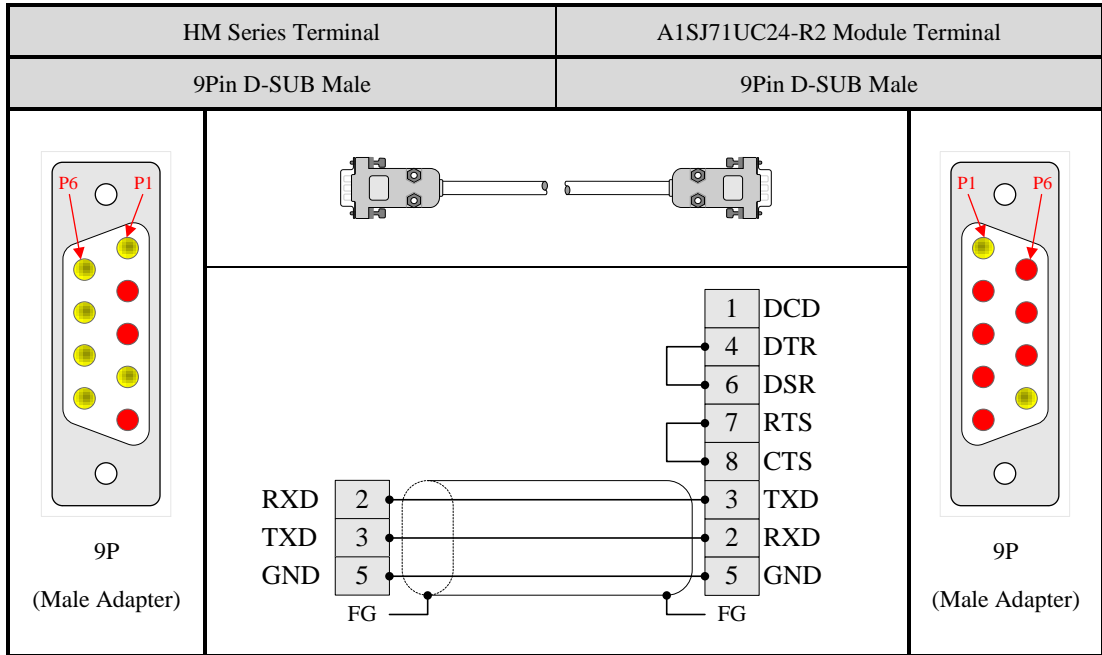 HM Series Terminal
A1SJ71UC24-R2 Module Terminal
9Pin D-SUB Male
9Pin D-SUB Male
P6
P1
9P
(Male Adapter)
1 DCD
4 DTR
6 DSR
7 RTS
8 CTS
RXD 2
3 TXD
TXD 3
2 RXD
GND 5
5 GND
FG
FG
P1
P6
9P
(Male Adapter)